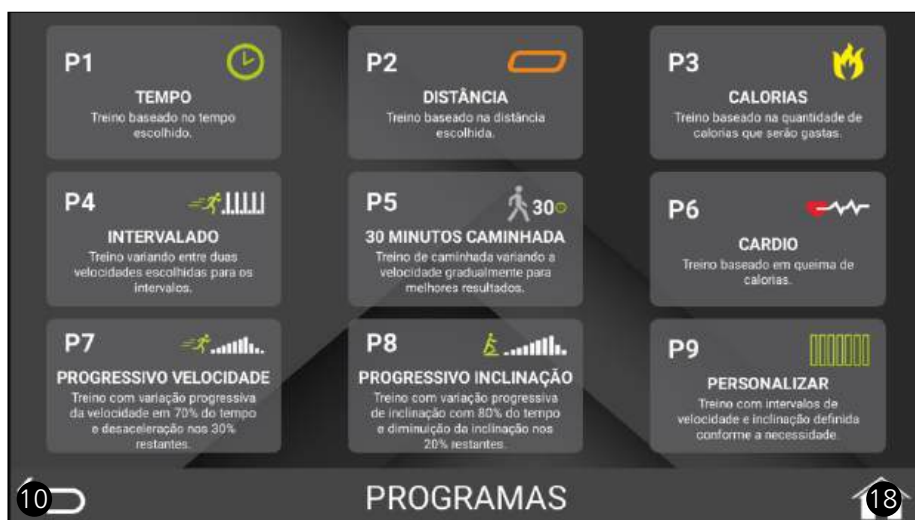 P1
TEMPO
Treino baseado no tempo
escolhido.
P2
DISTÂNCIA
Treino baseado na distância
escolhida.
P3
CALORIAS
Treino baseado na quantidade de
calorias que serão gastas.
P4
INTERVALADO
Treino variando entre duas
velocidades escolhidas para os
intervalos.
P5
30
30 MINUTOS CAMINHADA
Treino de caminhada variando a
velocidade gradualmente para
melhores resultados.
P6
CARDIO
Treino baseado em queima de
calorias.
P7
PROGRESSIVO VELOCIDADE
Treino com variação progressiva
da velocidade em 70% do tempo
e desaceleração nos 30%
restantes.
P8
PROGRESSIVO INCLINAÇÃO
Treino com variação progressiva
de inclinação com 80% do tempo
e diminuição da inclinação nos
20% restantes.
P9
PERSONALIZAR
Treino com intervalos de
velocidade e inclinação definida
conforme a necessidade.
10
PROGRAMAS
18